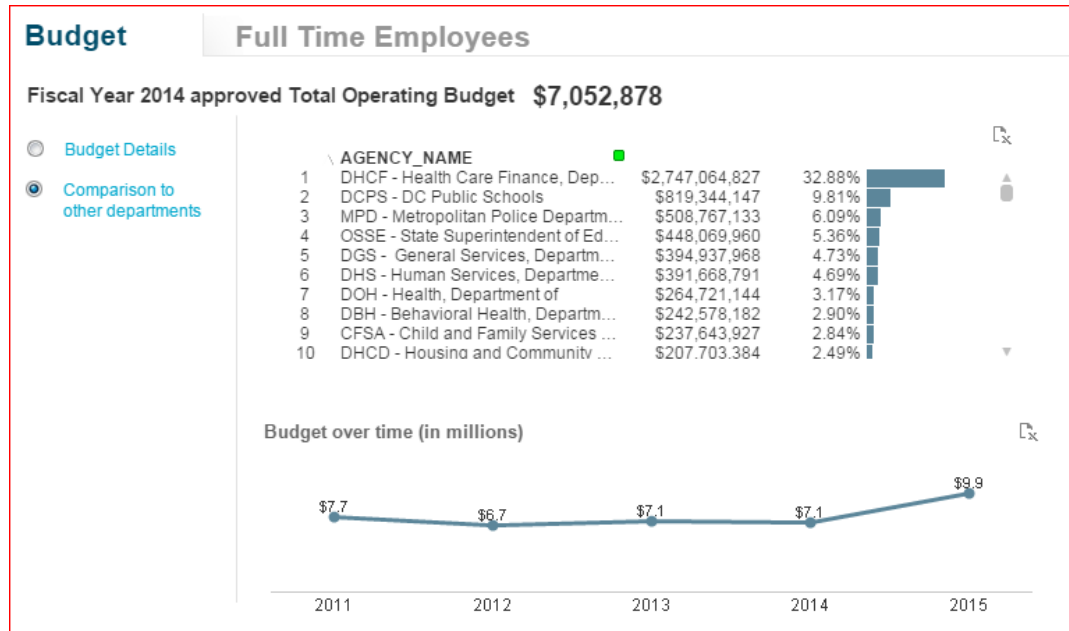 Budget Full Time Employees
Fiscal Year 2014 approved Total Operating Budget $7,052,878
Budget Details
Comparison to
other departments
AGENCY_NAME
1 DHCF - Health Care Finance, Dep... $2,747,064,827 32.88%
2 DCPS - DC Public Schools $819,344,147 9.81%
3 MPD - Metropolitan Police Departm... $508,767,133 6.09%
4 OSSE - State Superintendent of Ed... $448,069,960 5.36%
5 DGS - General Services, Departm... $394,937,968 4.73%
6 DHS - Human Services, Departme... $391,668,791 4.69%
7 DOH - Health, Department of $264,721,144 3.17%
8 DBH - Behavioral Health, Departm... $242,578,182 2.90%
9 CFSA - Child and Family Services ... $237,643,927 2.84%
10 DHCD - Housing and Community ... $207.703.384 2.49%
Budget over time (in millions)
$7.7 $6.7 $7.1 $7.1 $9.9
2011 2012 2013 2014 2015